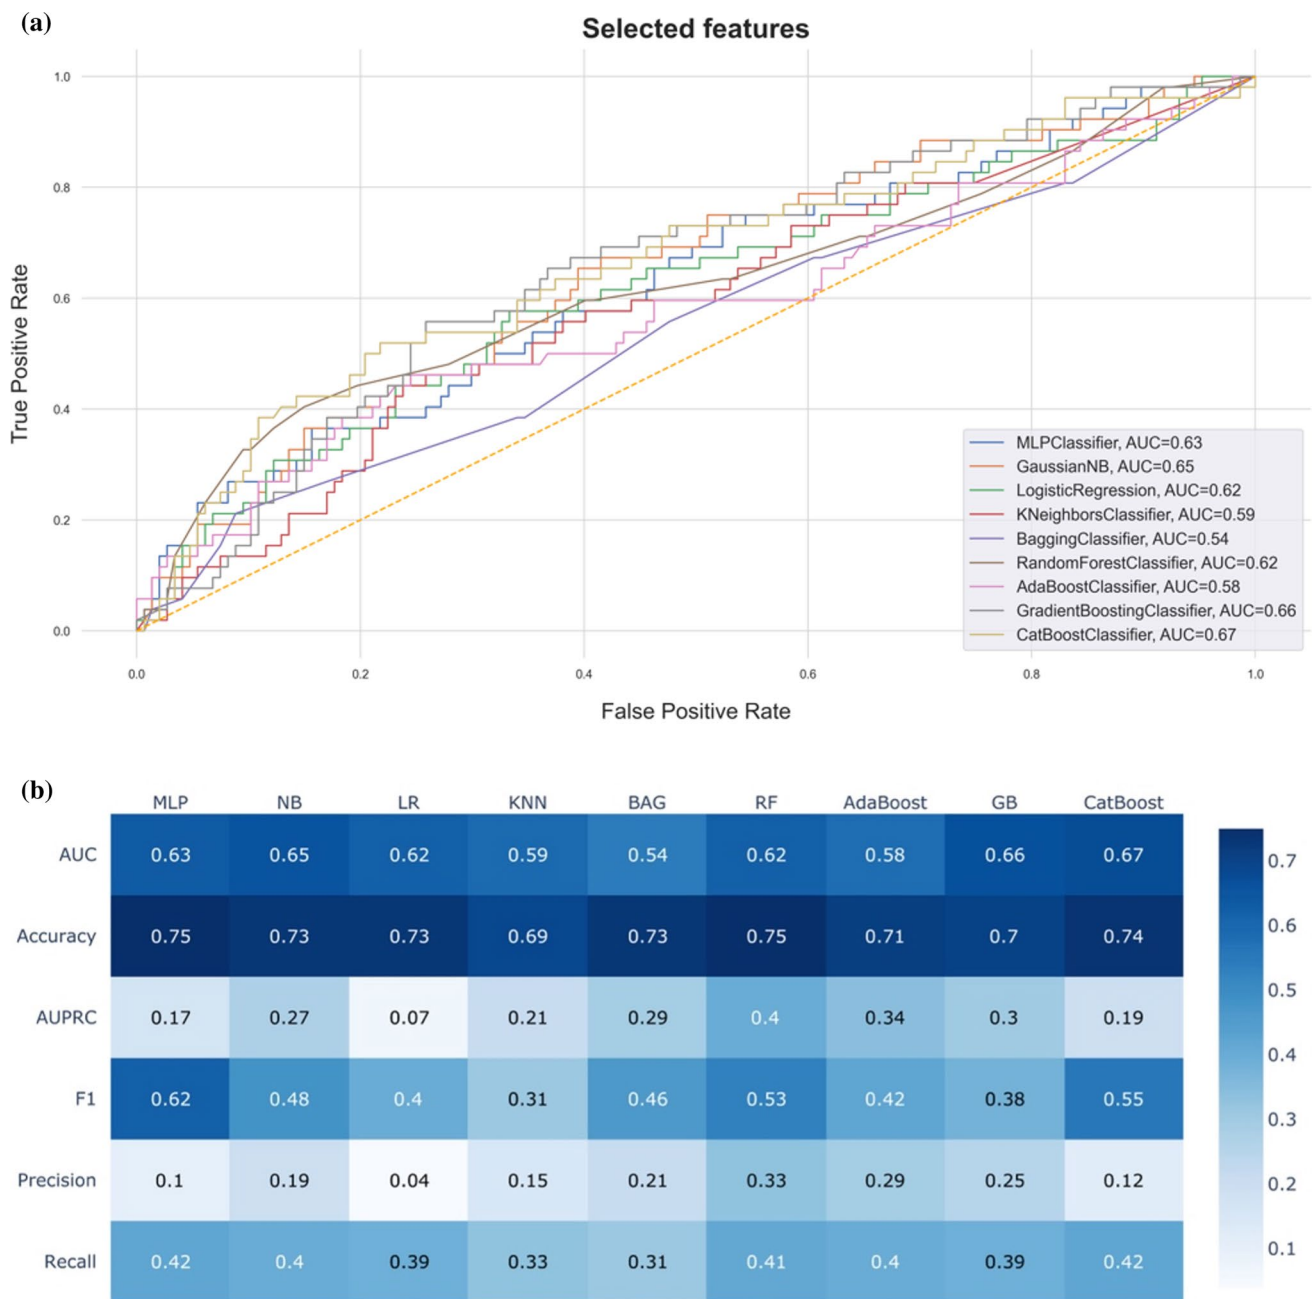 (a)
Selected features
True Positive Rate
1.0
0.8
0.6
0.4
0.2
0.0
MLPClassifier, AUC=0.63
GaussianNB, AUC=0.65
LogisticRegression, AUC=0.62
KNeighborsClassifier, AUC=0.59
BaggingClassifier, AUC=0.54
RandomForestClassifier, AUC=0.62
AdaBoostClassifier, AUC=0.58
GradientBoostingClassifier, AUC=0.66
CatBoostClassifier, AUC=0.67
0.0 0.2 0.4 0.6 0.8 1.0
False Positive Rate
(b)
MLP NB LR KNN BAG RF AdaBoost GB CatBoost
AUC 0.63 0.65 0.62 0.59 0.54 0.62 0.58 0.66 0.67
Accuracy 0.75 0.73 0.73 0.69 0.73 0.75 0.71 0.7 0.74
AUPRC 0.17 0.27 0.07 0.21 0.29 0.4 0.34 0.3 0.19
F1 0.62 0.48 0.4 0.31 0.46 0.53 0.42 0.38 0.55
Precision 0.1 0.19 0.04 0.15 0.21 0.33 0.29 0.25 0.12
Recall 0.42 0.4 0.39 0.33 0.31 0.41 0.4 0.39 0.42
0.7
0.6
0.5
0.4
0.3
0.2
0.1